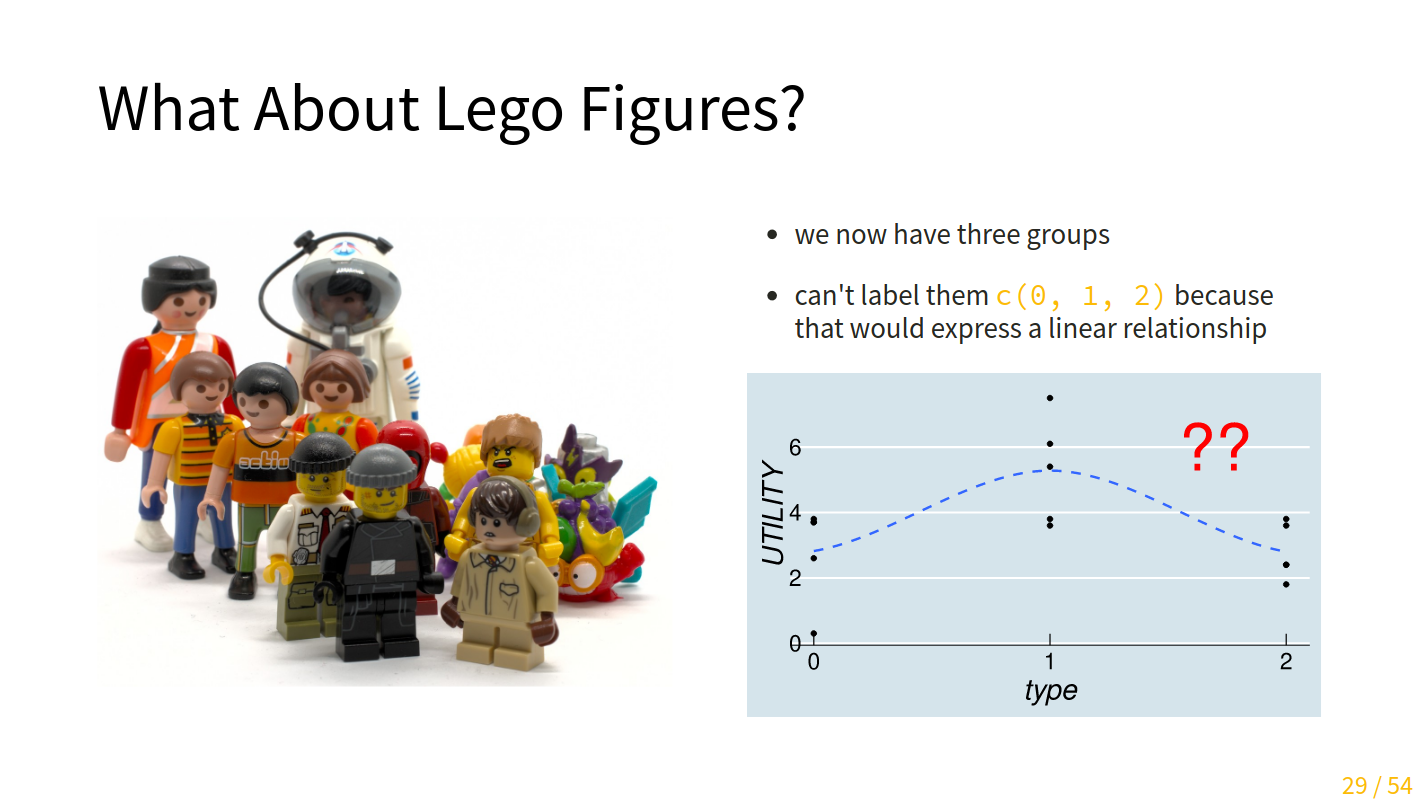 What About Lego Figures?
we now have three groups
can't label them c(0, 1, 2) because
that would express a linear relationship
??
6
4
2
0
UTILITY
0 1 2
type
29 / 54